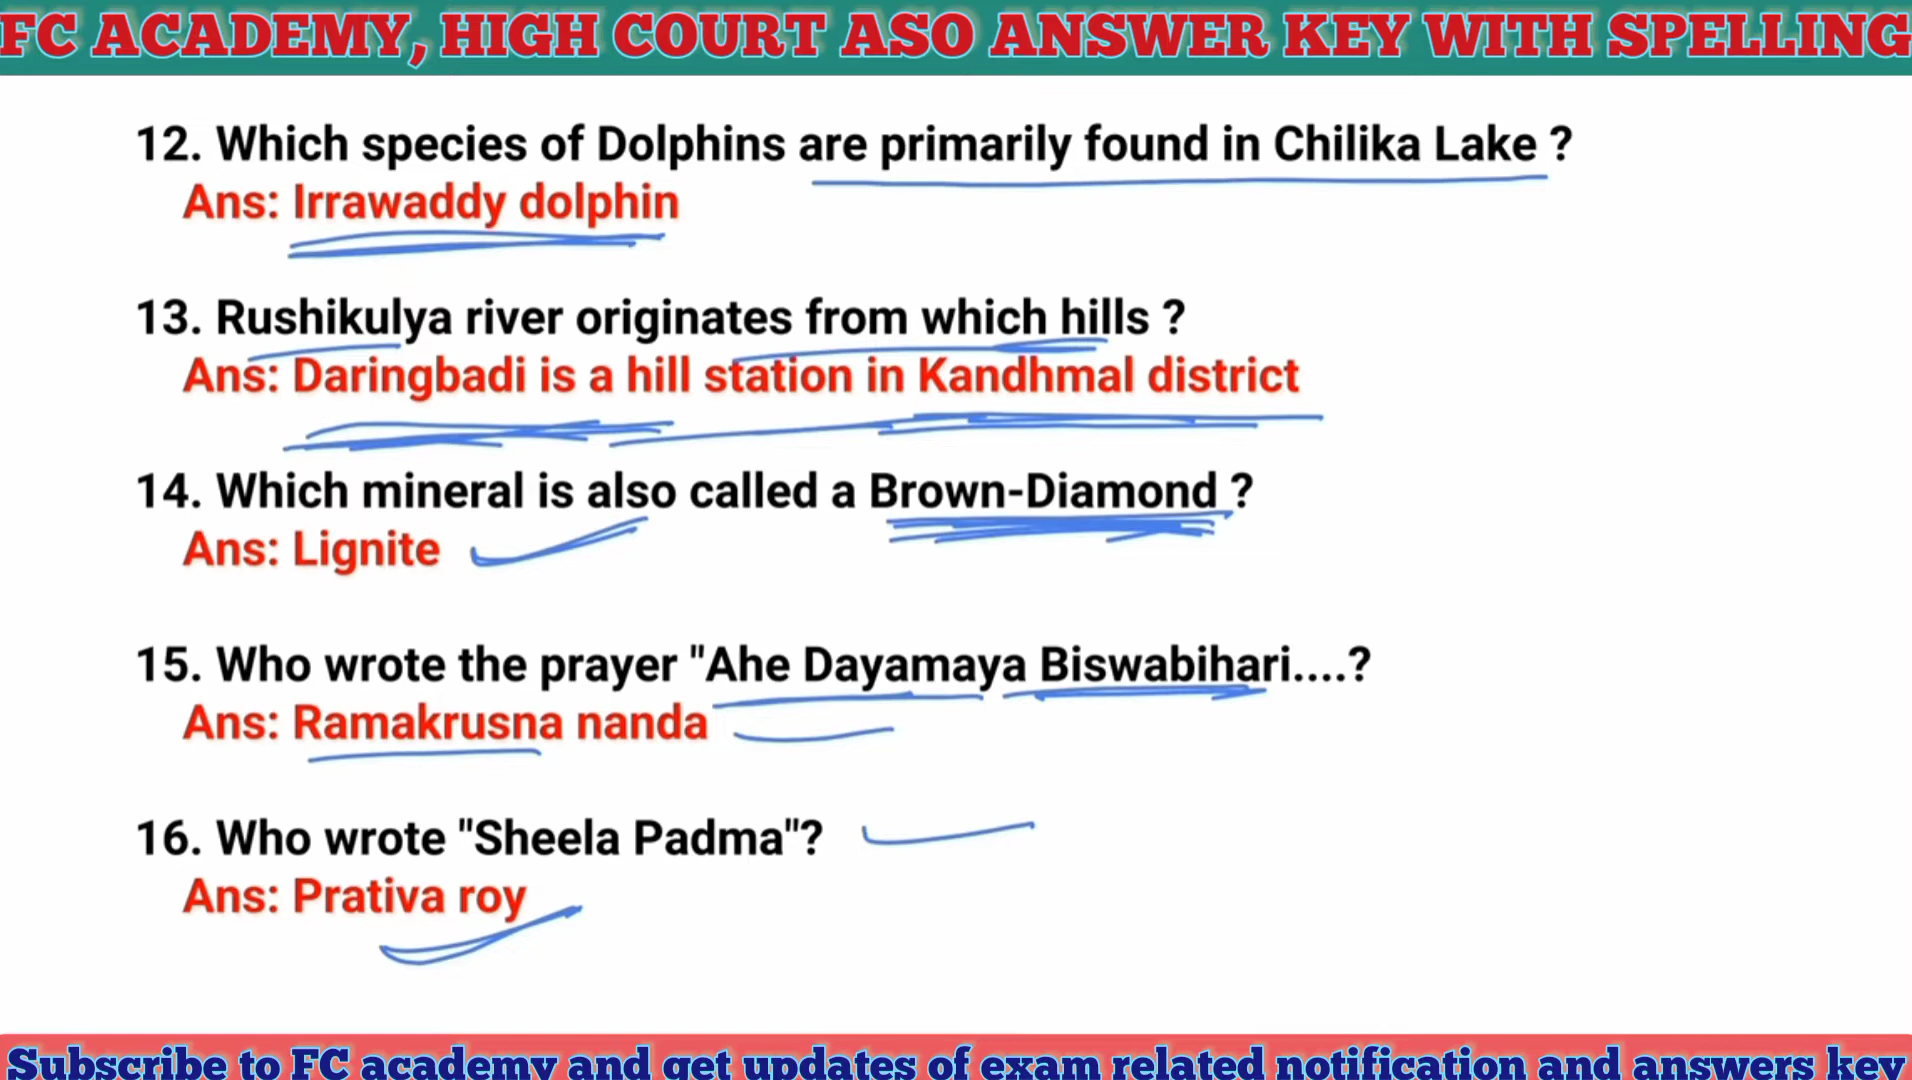 FC ACADEMY, HIGH COURT ASO ANSWER KEY WITH SPELLING
12. Which species of Dolphins are primarily found in Chilika Lake ?
Ans: Irrawaddy dolphin
13. Rushikulya river originates from which hills ?
Ans: Daringbadi is a hill station in Kandhmal district
14. Which mineral is also called a Brown-Diamond ?
Ans: Lignite
15. Who wrote the prayer "Ahe Dayamaya Biswabihari....?
Ans: Ramakrusna nanda
16. Who wrote "Sheela Padma"?
Ans: Prativa roy
Subscribe to FC academy and get updates of exam related notification and answers key